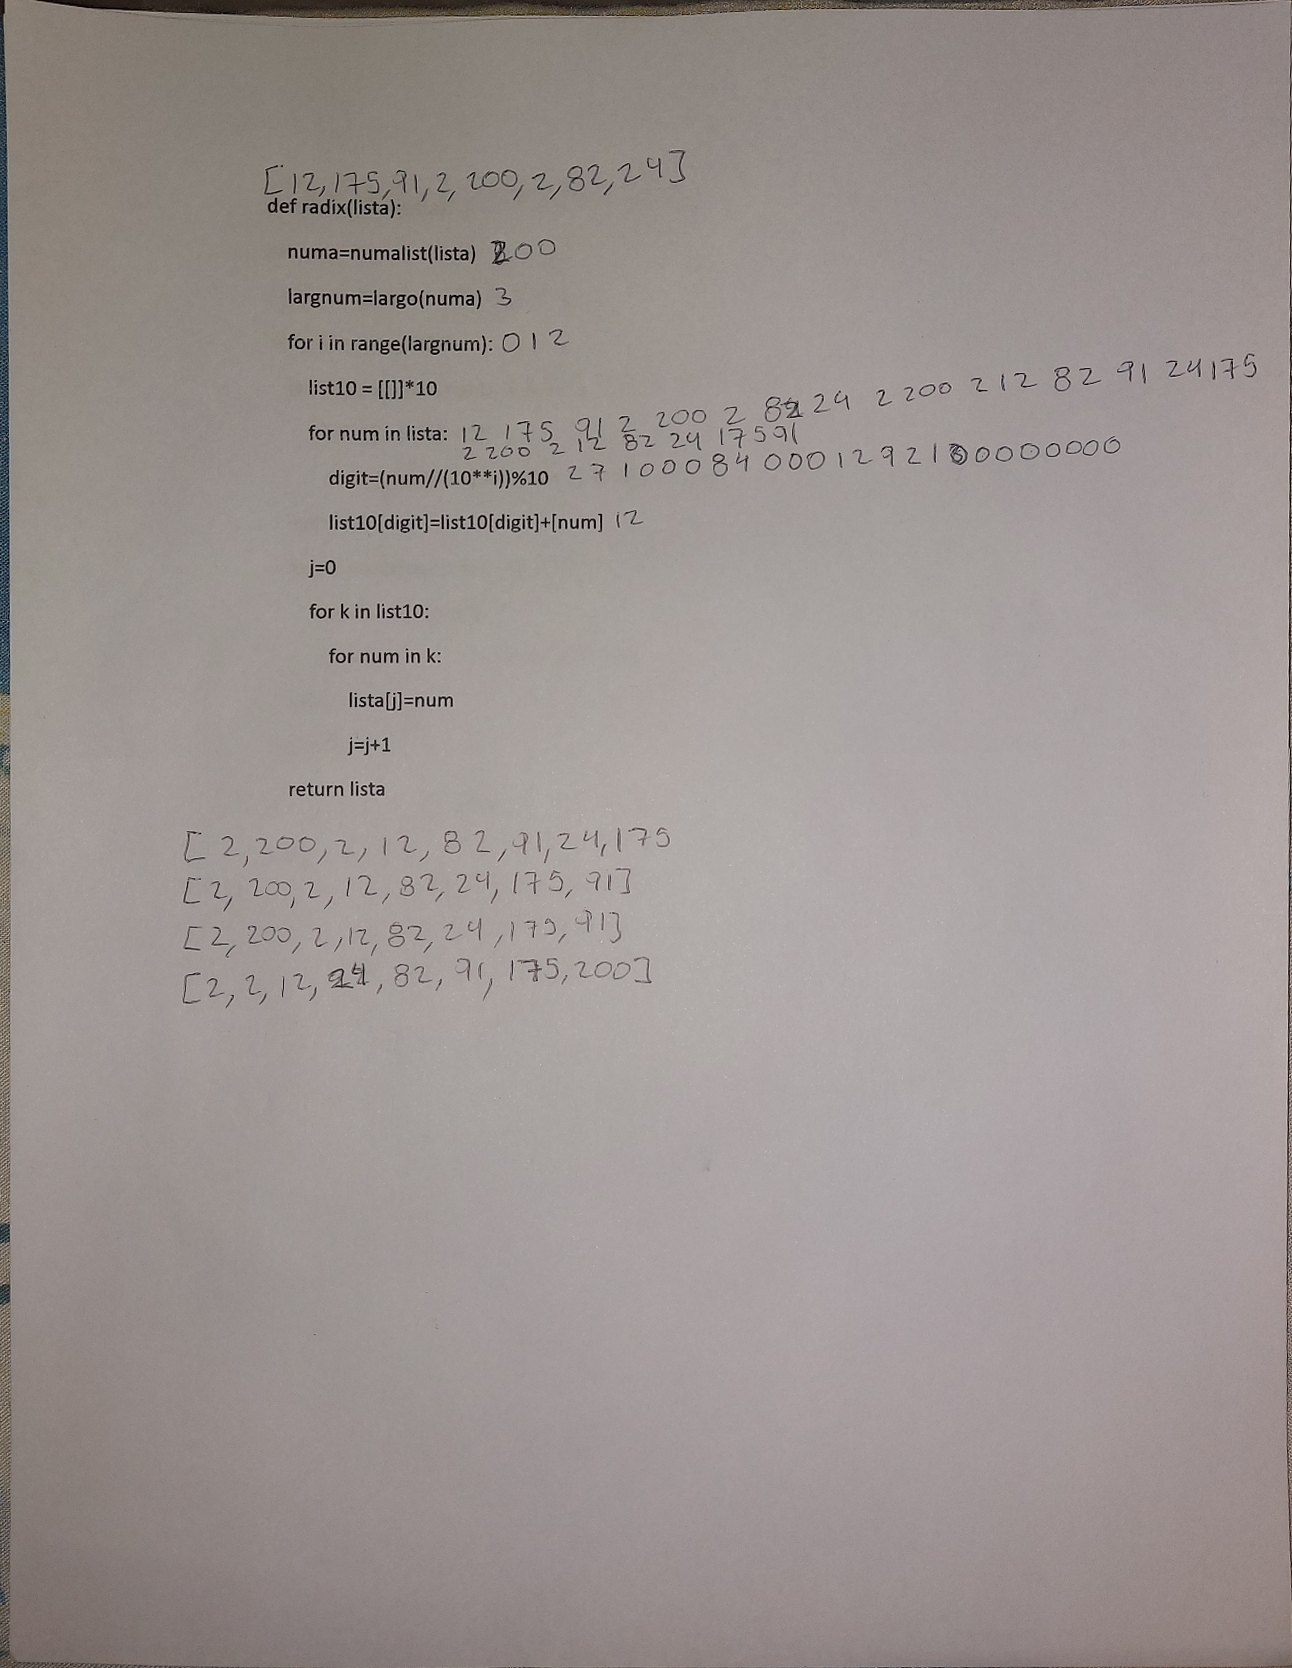 [12,175,91,2,200,2,82,24]
def radix(lista):
numa=numalist(lista) 200
largnum=largo(numa) 3
for i in range(largnum): 0 1 2
list10 = [[]]*10
for num in lista: 12 175 91 2 200 2 82 24 2 200 2 12 82 91 24 175
2 200 2 12 82 24 175 91
digit=(num//(10**i))%10 2 7 1 0 0 0 8 4 0 0 0 1 2 9 2 1 0 0 0 0 0 0 0 0
list10[digit]=list10[digit]+[num] 12
j=0
for k in list10:
for num in k:
lista[j]=num
j=j+1
return lista
[2,200,2,12,82,91,24,175
[2,200,2,12,82,24,175,91]
[2,200,2,12,82,24,175,91]
[2,2,12,24,82,91,175,200]